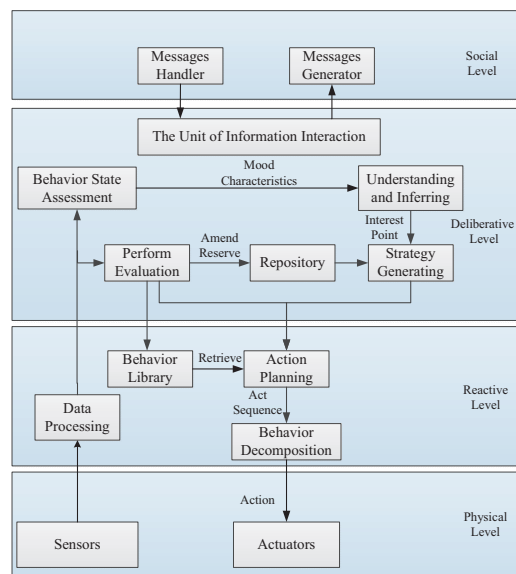 Messages
Handler
Messages
Generator
Social
Level
The Unit of Information Interaction
Behavior State
Assessment
Mood
Characteristics
Understanding
and Inferring
Interest
Point
Deliberative
Level
Perform
Evaluation
Amend
Reserve
Repository
Strategy
Generating
Behavior
Library
Retrieve
Action
Planning
Reactive
Level
Data
Processing
Act
Sequence
Behavior
Decomposition
Action
Sensors
Actuators
Physical
Level